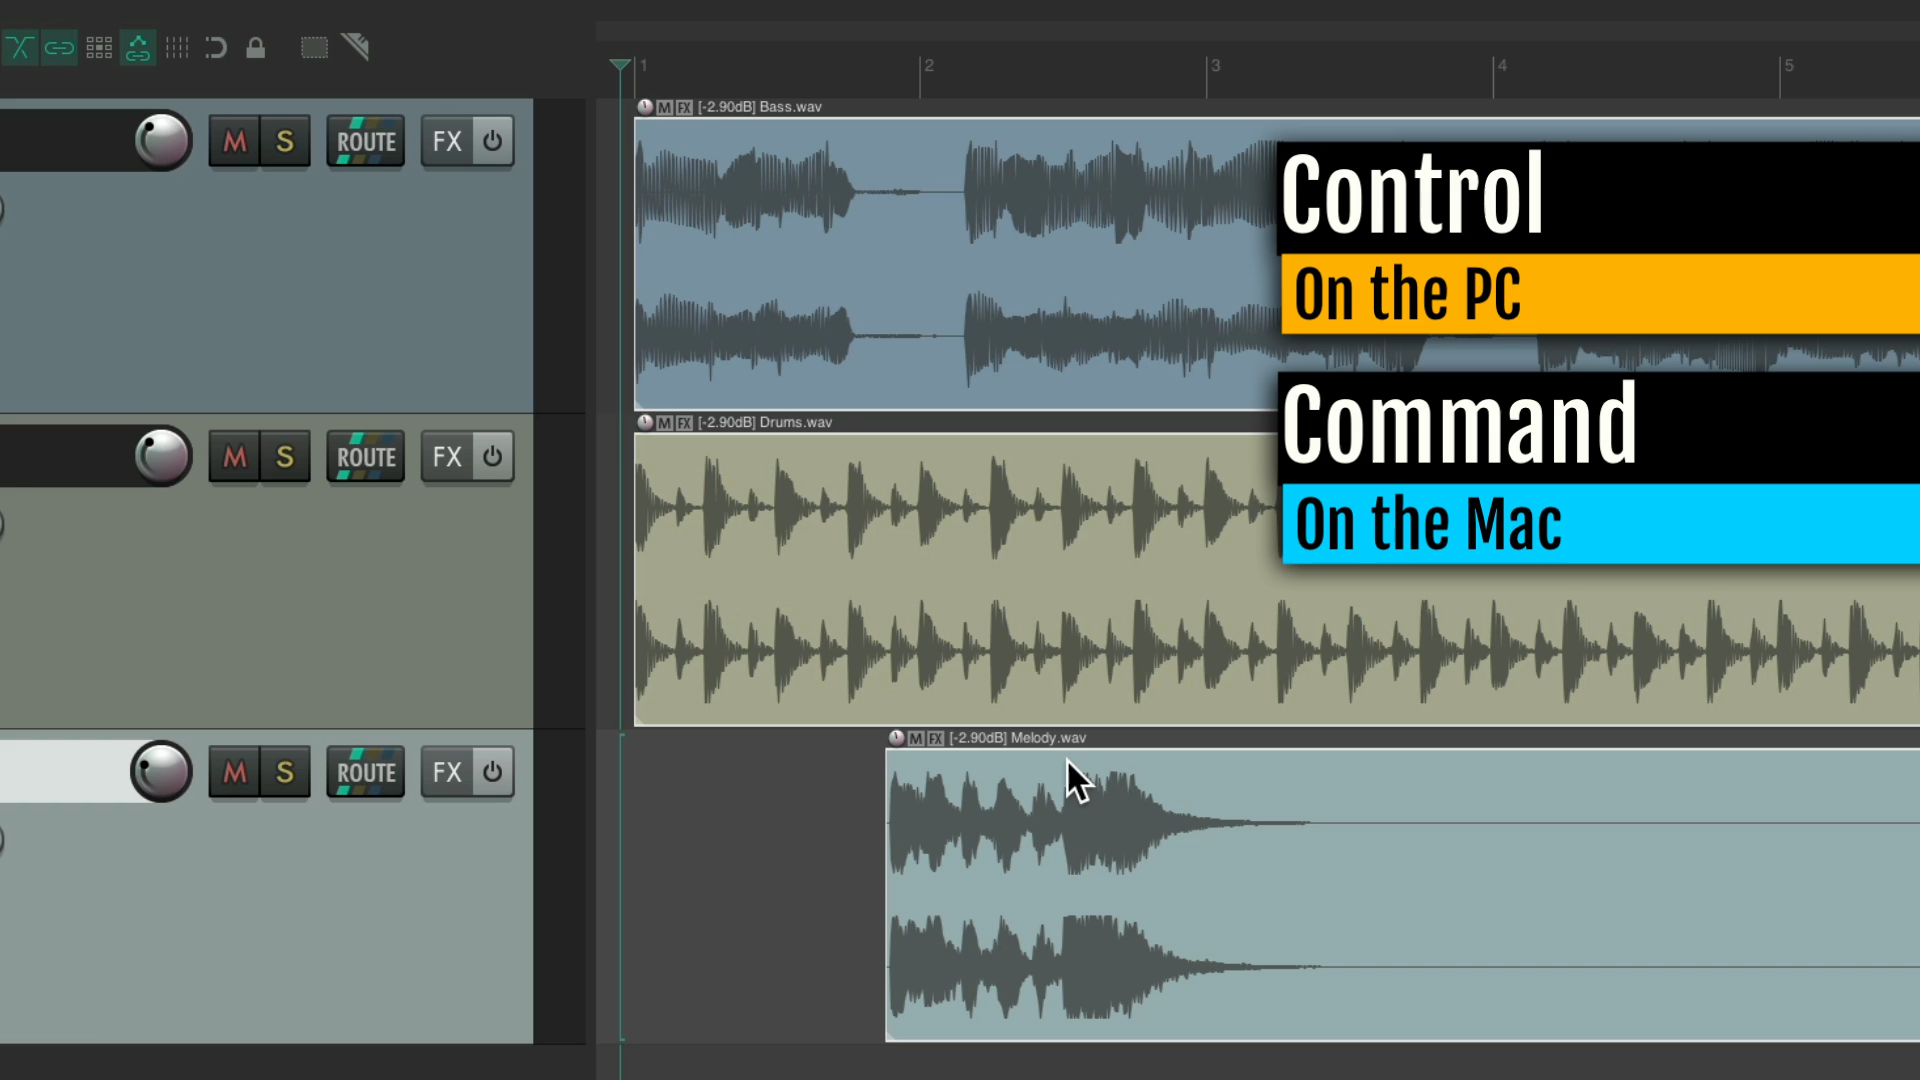 1 2 3 4 5
M FX [-2.90dB] Bass.wav
M S ROUTE FX
Control
On the PC
Command
On the Mac
M FX [-2.90dB] Drums.wav
M S ROUTE FX
M FX [-2.90dB] Melody.wav
M S ROUTE FX